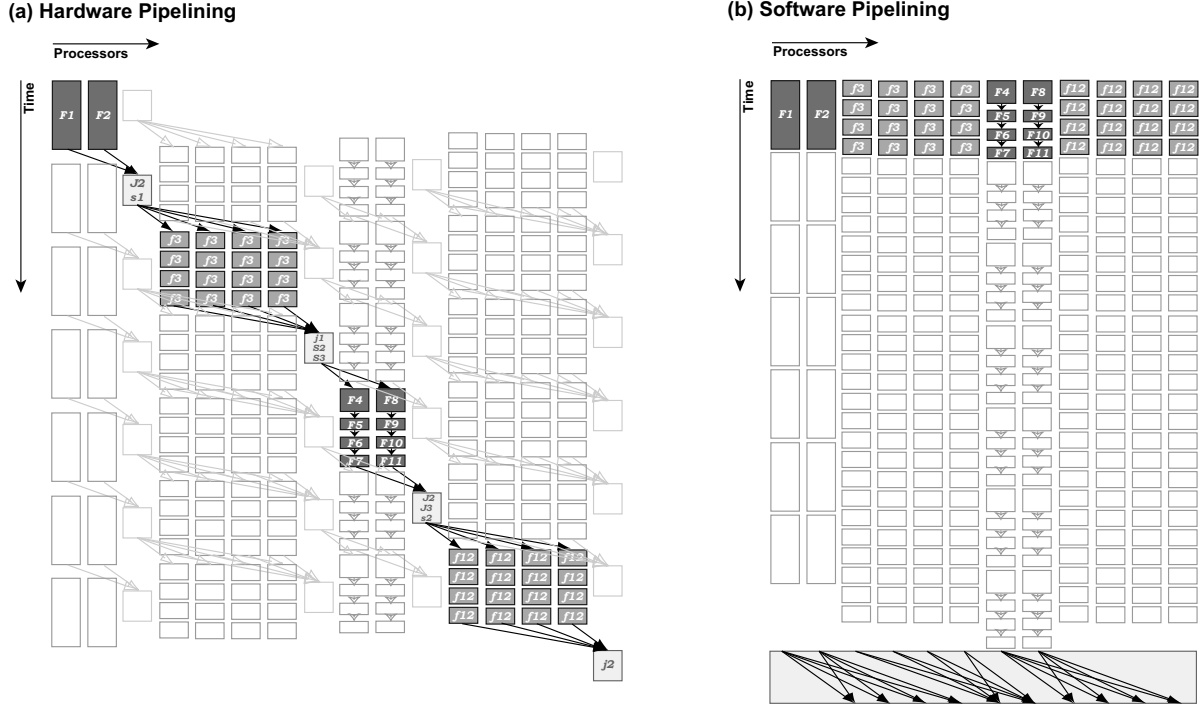 (a) Hardware Pipelining
Processors
Time
F1 F2
J2
s1
f3 f3 f3 f3
f3 f3 f3 f3
f3 f3 f3 f3
f3 f3 f3 f3
j1
S2
S3
F4 F8
F5 F9
F6 F10
F7 F11
J2
J3
s2
f12 f12 f12 f12
f12 f12 f12 f12
f12 f12 f12 f12
f12 f12 f12 f12
j2
(b) Software Pipelining
Processors
Time
F1 F2 f3 f3 f3 f3 F4 F8 f12 f12 f12 f12
f3 f3 f3 f3 F5 F9 f12 f12 f12 f12
f3 f3 f3 f3 F6 F10 f12 f12 f12 f12
f3 f3 f3 f3 F7 F11 f12 f12 f12 f12